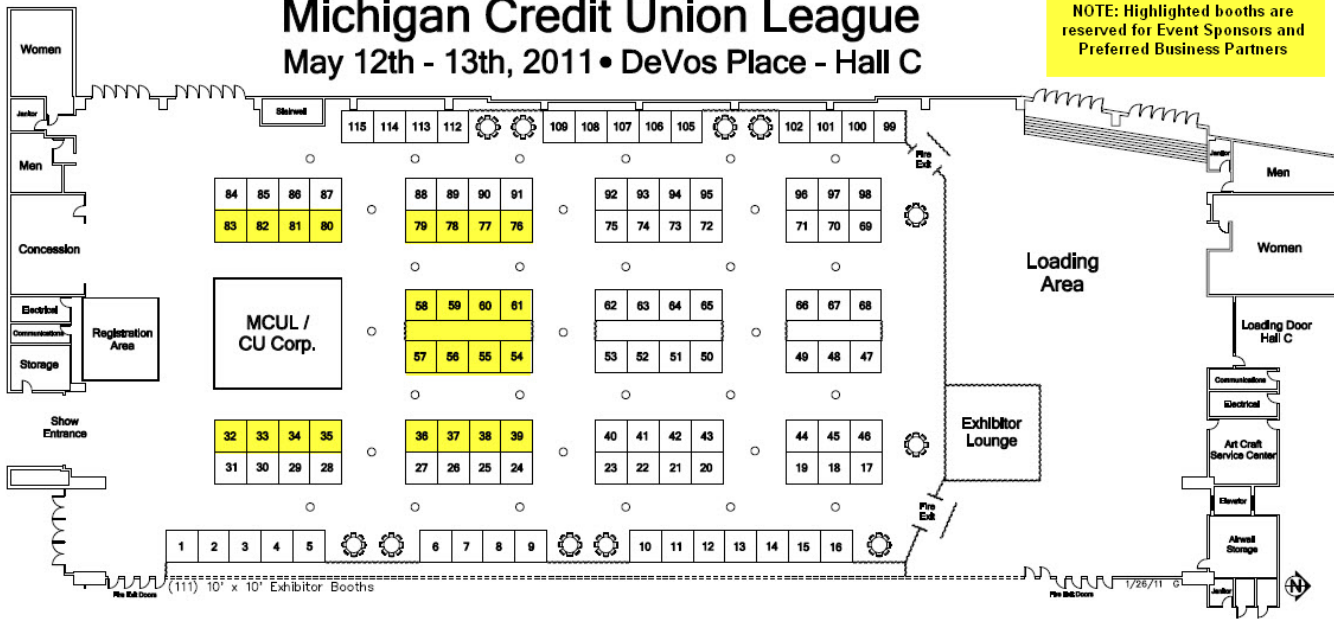 Michigan Credit Union League
May 12th - 13th, 2011 • DeVos Place - Hall C
NOTE: Highlighted booths are
reserved for Event Sponsors and
Preferred Business Partners
Women
Janitor
Men
Concession
Electrical
Communications
Storage
Registration
Area
Show
Entrance
Stairwell
115 114 113 112 109 108 107 106 105 102 101 100 99
Fire
Exit
84 85 86 87 88 89 90 91 92 93 94 95 96 97 98
83 82 81 80 79 78 77 76 75 74 73 72 71 70 69
MCUL /
CU Corp.
58 59 60 61 62 63 64 65 66 67 68
57 56 55 54 53 52 51 50 49 48 47
32 33 34 35 36 37 38 39 40 41 42 43 44 45 46
31 30 29 28 27 26 25 24 23 22 21 20 19 18 17
Fire
Exit
1 2 3 4 5 6 7 8 9 10 11 12 13 14 15 16
Loading
Area
Exhibitor
Lounge
Janitor
Men
Women
Loading Door
Hall C
Communications
Electrical
Art Craft
Service Center
Elevator
Airwall
Storage
Janitor
N
Fire Exit Doors
(111) 10' x 10' Exhibitor Booths
Fire Exit Doors
1/26/11 G